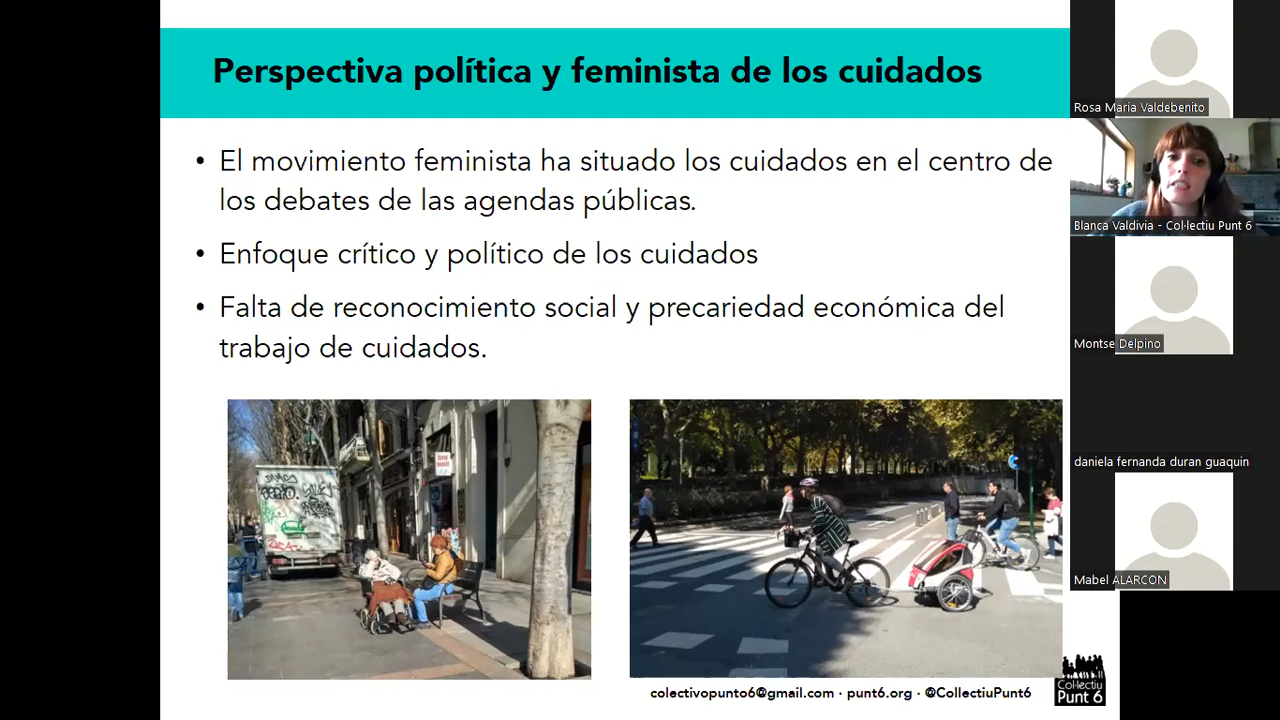 Perspectiva política y feminista de los cuidados
• El movimiento feminista ha situado los cuidados en el centro de
los debates de las agendas públicas.
• Enfoque crítico y político de los cuidados
• Falta de reconocimiento social y precariedad económica del
trabajo de cuidados.
colectivopunto6@gmail.com · punt6.org · @CollectiuPunt6
Col·lectiu
Punt 6
Rosa Maria Valdebenito
Blanca Valdivia - Col·lectiu Punt 6
Montse Delpino
daniela fernanda duran guaquin
Mabel ALARCON